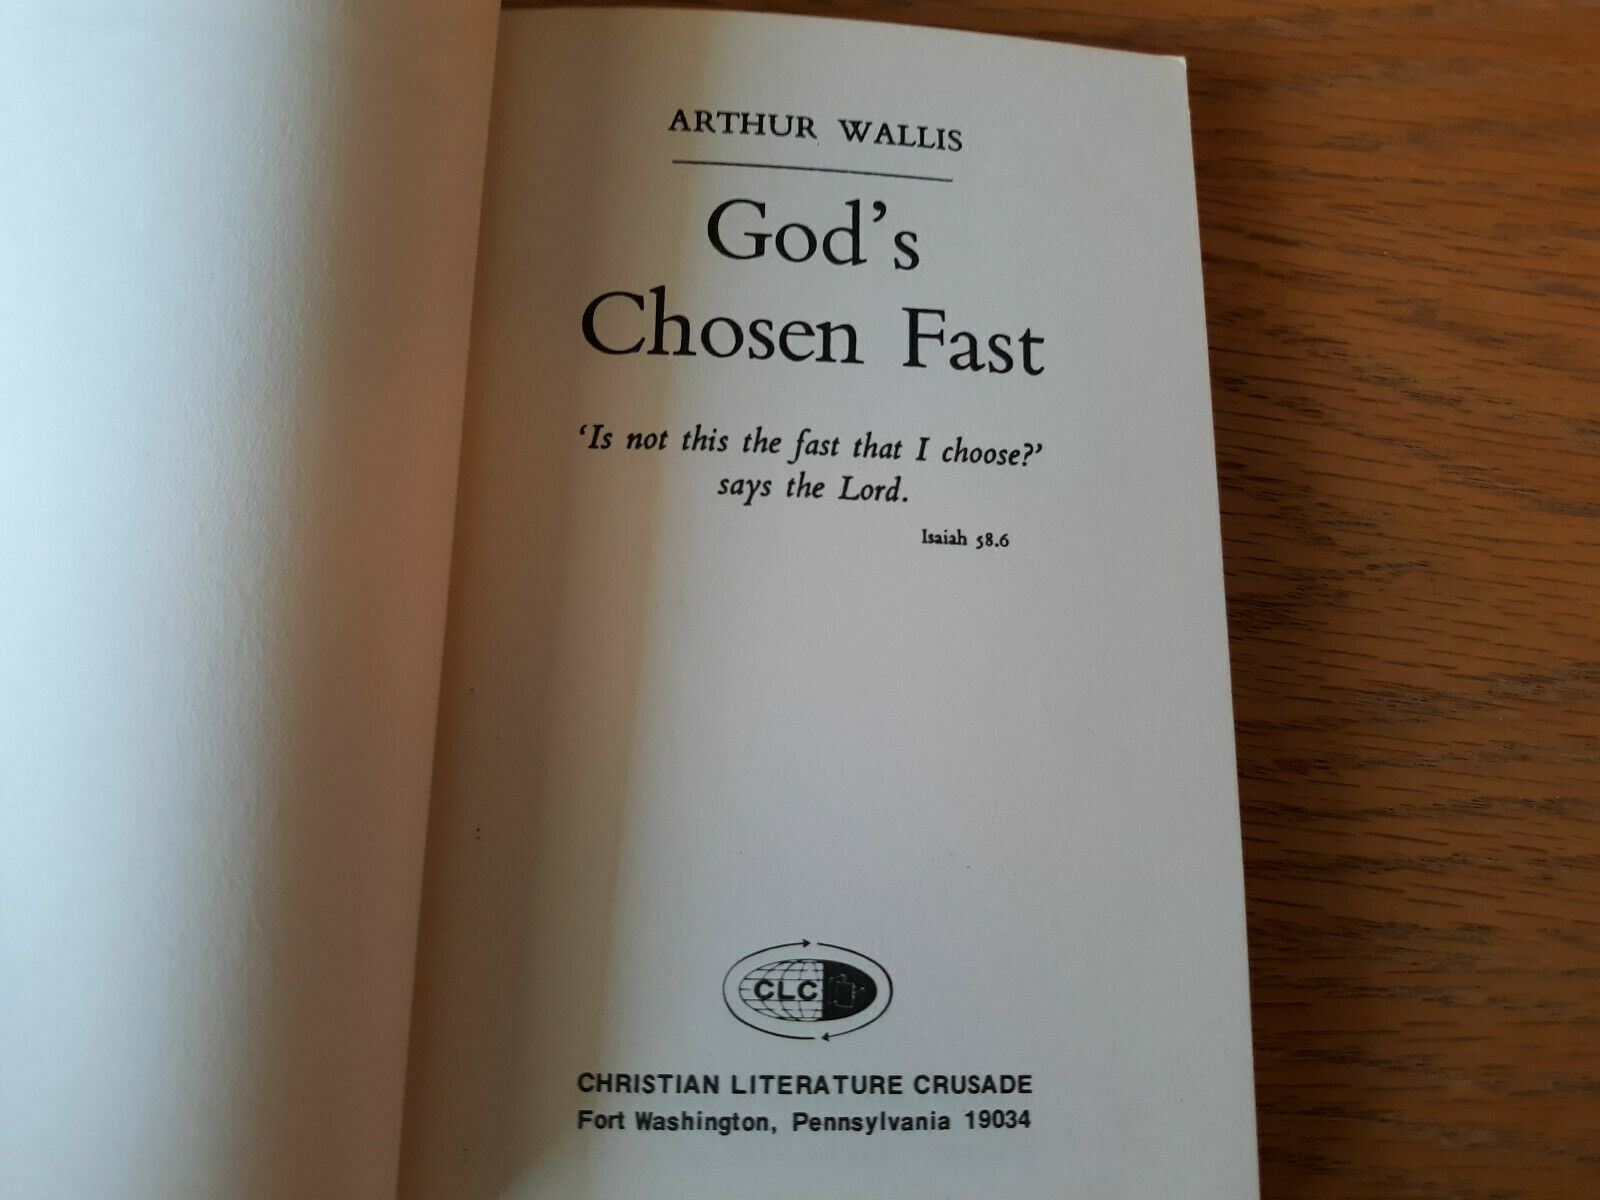 ARTHUR WALLIS
God's
Chosen Fast
‘Is not this the fast that I choose?’
says the Lord.
Isaiah 58.6
CLC
CHRISTIAN LITERATURE CRUSADE
Fort Washington, Pennsylvania 19034